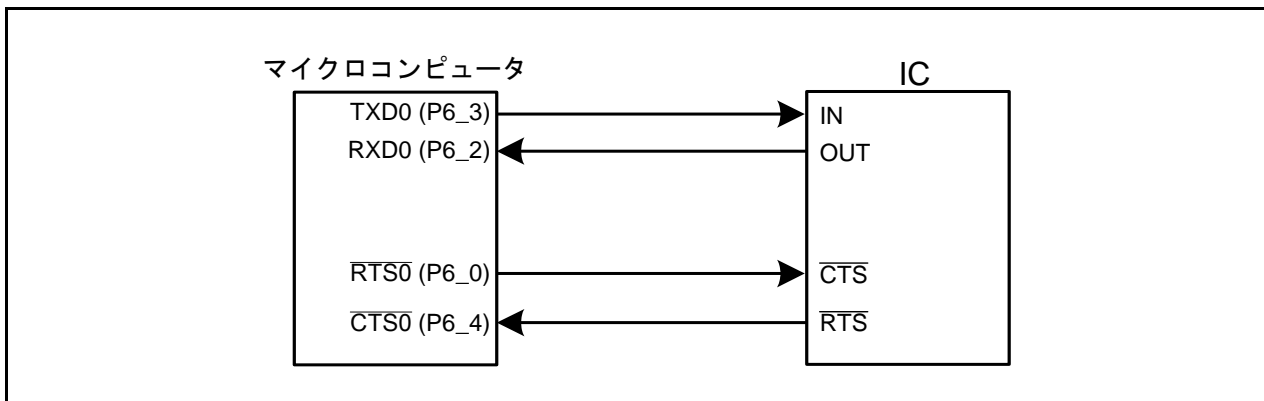 マイクロコンピュータ
IC
TXD0 (P6_3)
IN
RXD0 (P6_2)
OUT
RTS0 (P6_0)
CTS
CTS0 (P6_4)
RTS